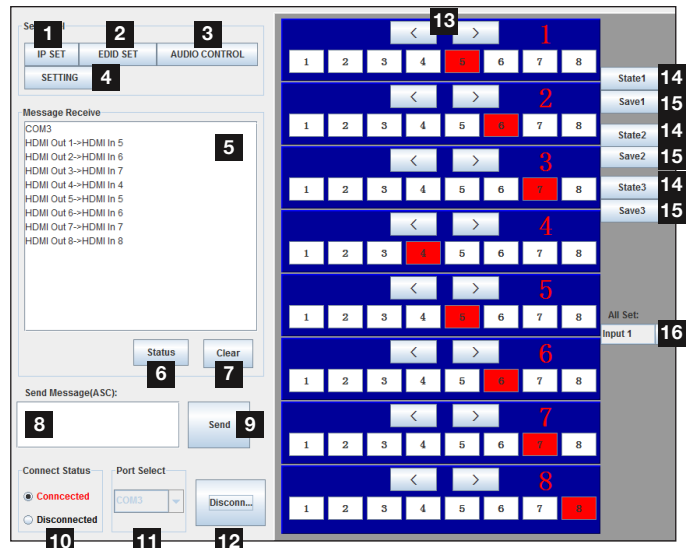 1 2 3
IP SET EDID SET AUDIO CONTROL
SETTING 4
Message Receive
5
COM3
HDMI Out 1->HDMI In 5
HDMI Out 2->HDMI In 6
HDMI Out 3->HDMI In 7
HDMI Out 4->HDMI In 4
HDMI Out 5->HDMI In 5
HDMI Out 6->HDMI In 6
HDMI Out 7->HDMI In 7
HDMI Out 8->HDMI In 8
Status Clear
6 7
Send Message(ASC):
8 Send 9
Connect Status Port Select
Conncected COM3 Disconn...
Disconnected
10 11 12
< 13 > 1
1 2 3 4 5 6 7 8
< > 2
1 2 3 4 5 6 7 8
< > 3
1 2 3 4 5 6 7 8
< > 4
1 2 3 4 5 6 7 8
< > 5
1 2 3 4 5 6 7 8
< > 6
1 2 3 4 5 6 7 8
< > 7
1 2 3 4 5 6 7 8
< > 8
1 2 3 4 5 6 7 8
State1 14
Save1 15
State2 14
Save2 15
State3 14
Save3 15
All Set:
Input 1 16